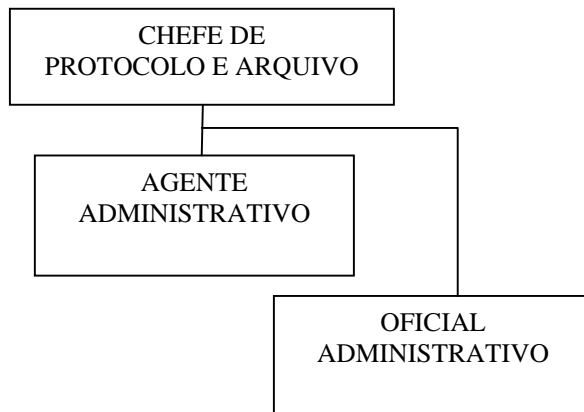 CHEFE DE
PROTOCOLO E ARQUIVO
AGENTE
ADMINISTRATIVO
OFICIAL
ADMINISTRATIVO